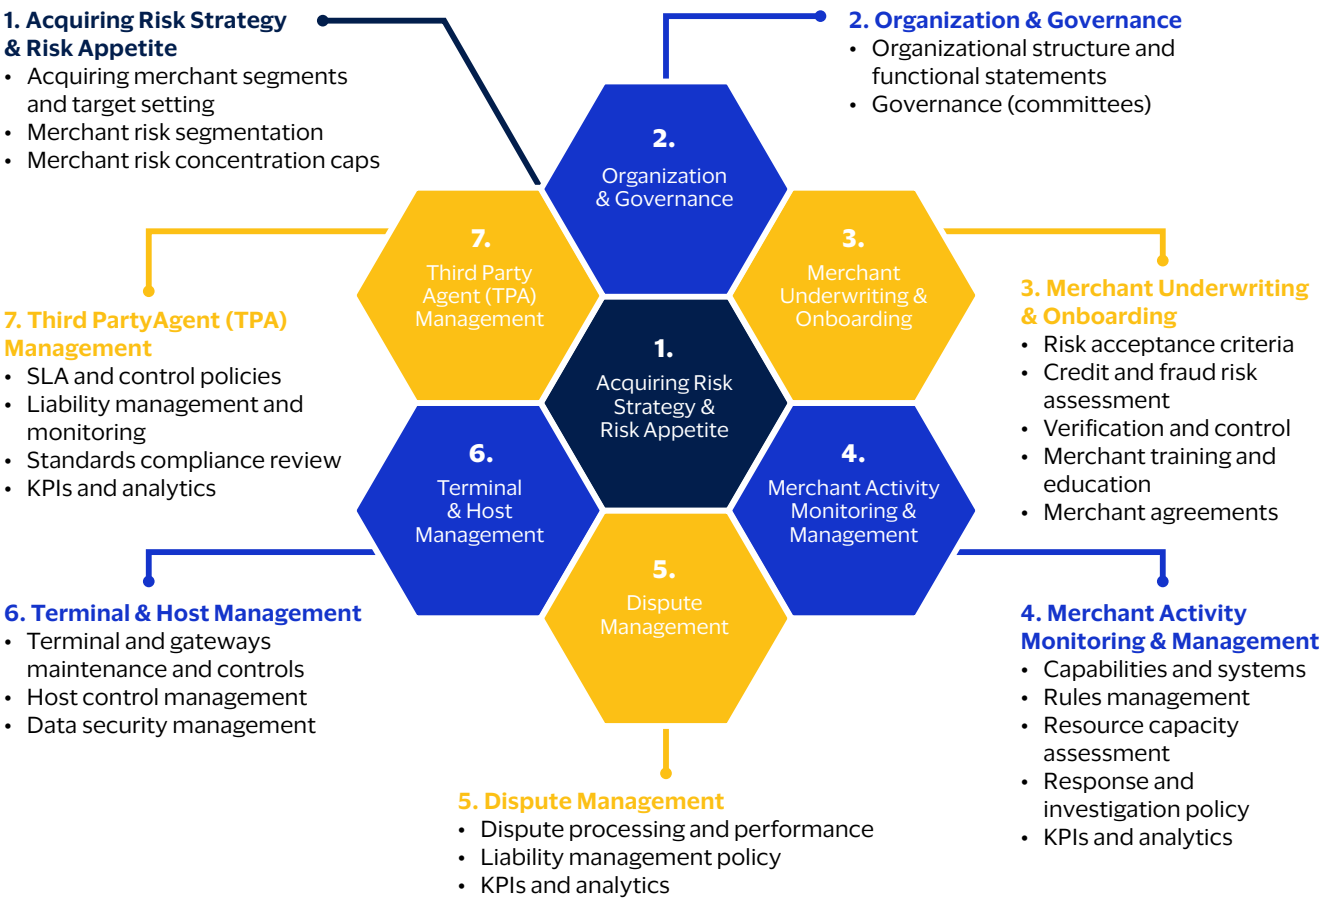 1. Acquiring Risk Strategy
& Risk Appetite
• Acquiring merchant segments
and target setting
• Merchant risk segmentation
• Merchant risk concentration caps
2. Organization & Governance
• Organizational structure and
functional statements
• Governance (committees)
2.
Organization
& Governance
7.
Third Party
Agent (TPA)
Management
3.
Merchant
Underwriting &
Onboarding
1.
Acquiring Risk
Strategy &
Risk Appetite
6.
Terminal
& Host
Management
4.
Merchant Activity
Monitoring &
Management
5.
Dispute
Management
3. Merchant Underwriting
& Onboarding
• Risk acceptance criteria
• Credit and fraud risk
assessment
• Verification and control
• Merchant training and
education
• Merchant agreements
7. Third PartyAgent (TPA)
Management
• SLA and control policies
• Liability management and
monitoring
• Standards compliance review
• KPIs and analytics
6. Terminal & Host Management
• Terminal and gateways
maintenance and controls
• Host control management
• Data security management
4. Merchant Activity
Monitoring & Management
• Capabilities and systems
• Rules management
• Resource capacity
assessment
• Response and
investigation policy
• KPIs and analytics
5. Dispute Management
• Dispute processing and performance
• Liability management policy
• KPIs and analytics